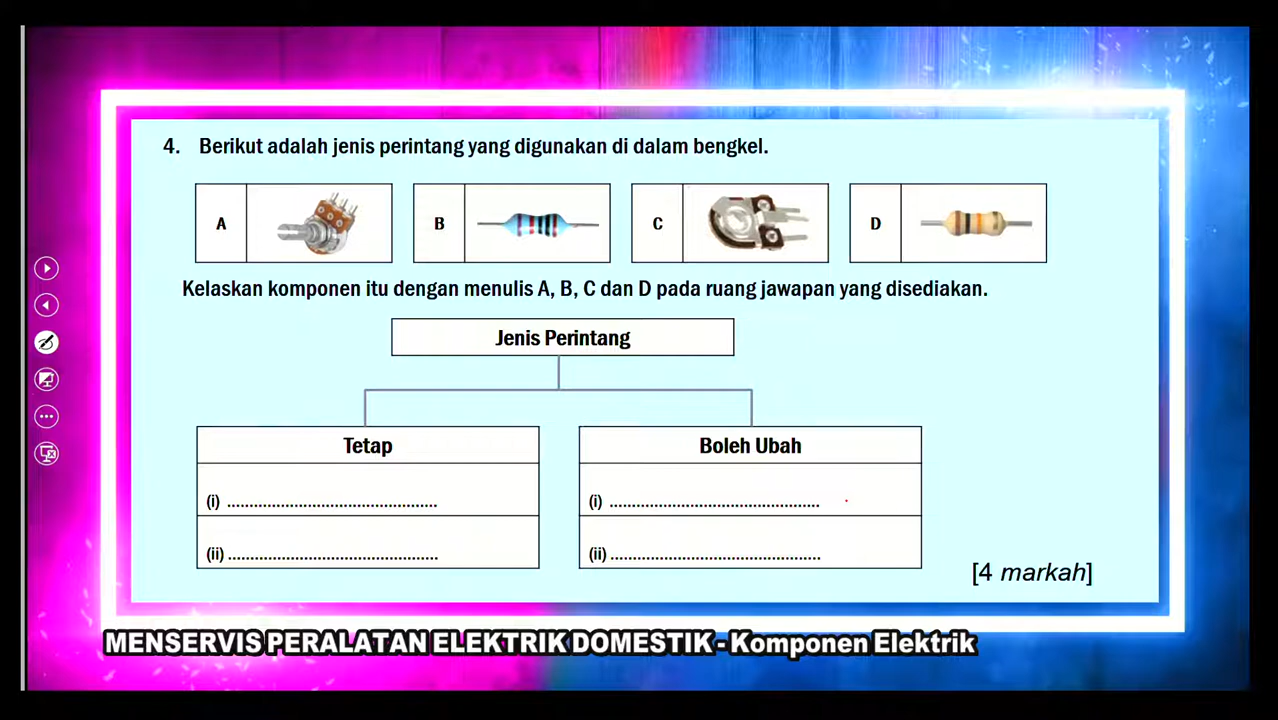 4. Berikut adalah jenis perintang yang digunakan di dalam bengkel.
A
B
C
D
Kelaskan komponen itu dengan menulis A, B, C dan D pada ruang jawapan yang disediakan.
Jenis Perintang
Tetap
(i) ................................................
(ii) ................................................
Boleh Ubah
(i) ................................................
(ii) ................................................
[4 markah]
MENSERVIS PERALATAN ELEKTRIK DOMESTIK - Komponen Elektrik